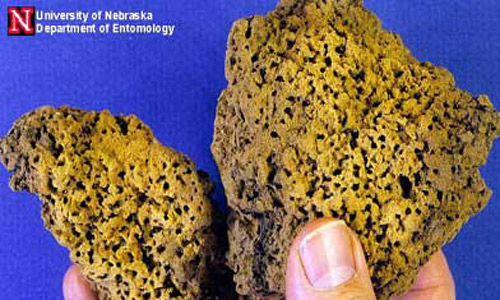 N University of Nebraska
Department of Entomology